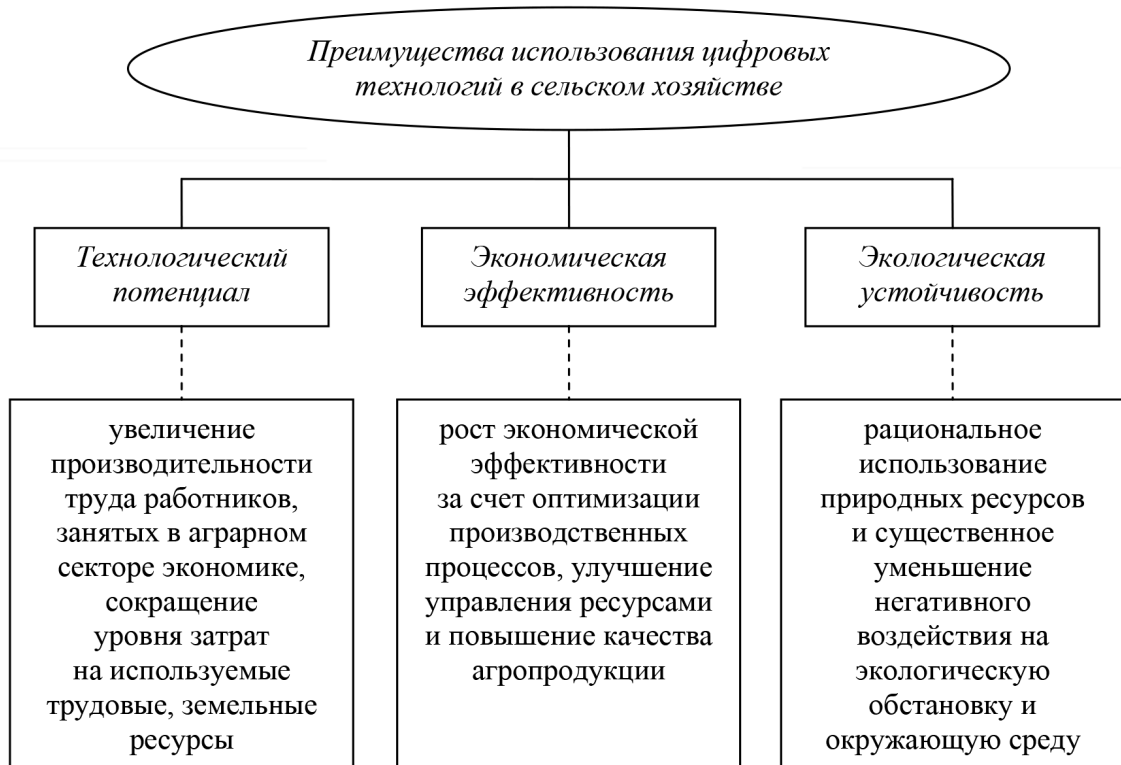 Преимущества использования цифровых
технологий в сельском хозяйстве
Технологический
потенциал
Экономическая
эффективность
Экологическая
устойчивость
увеличение
производительности
труда работников,
занятых в аграрном
секторе экономике,
сокращение
уровня затрат
на используемые
трудовые, земельные
ресурсы
рост экономической
эффективности
за счет оптимизации
производственных
процессов, улучшение
управления ресурсами
и повышение качества
агропродукции
рациональное
использование
природных ресурсов
и существенное
уменьшение
негативного
воздействия на
экологическую
обстановку и
окружающую среду